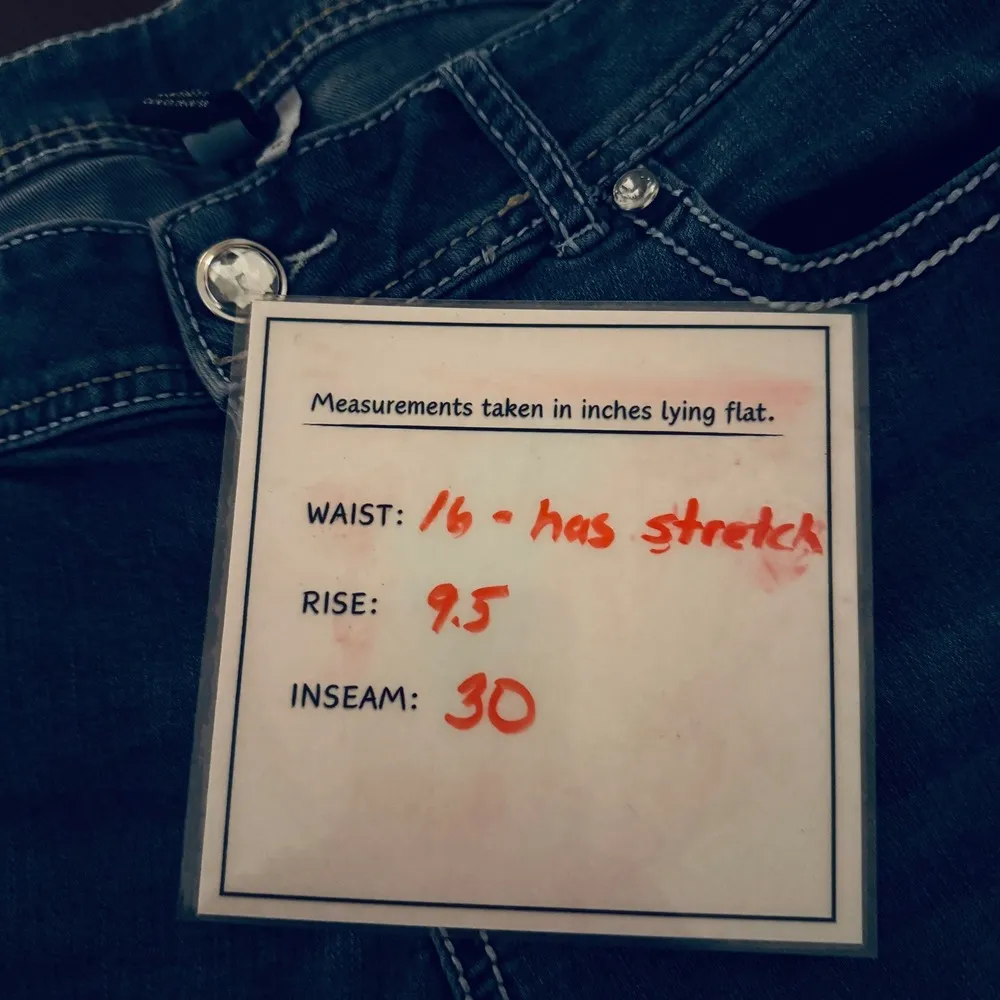 Measurements taken in inches lying flat.
WAIST: 16 - has stretch
RISE: 9.5
INSEAM: 30